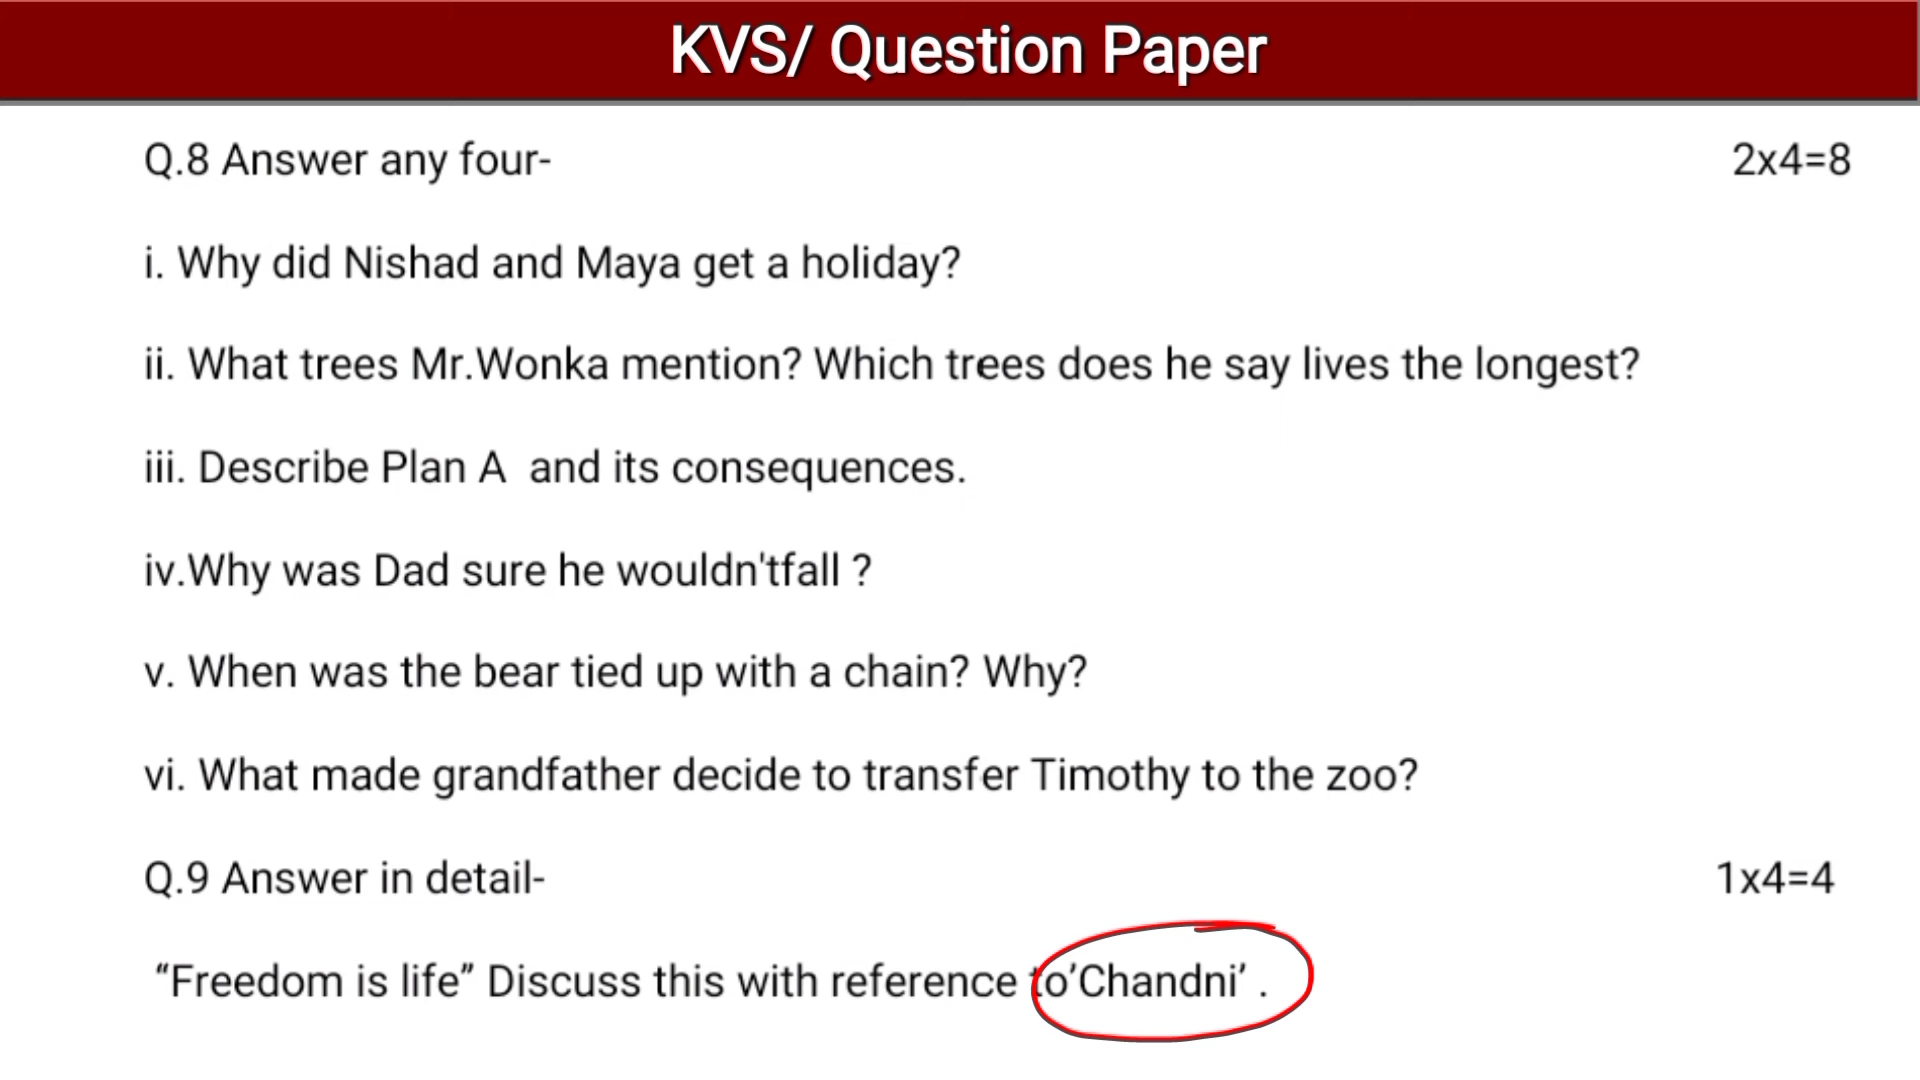 KVS/ Question Paper
Q.8 Answer any four- 2x4=8
i. Why did Nishad and Maya get a holiday?
ii. What trees Mr.Wonka mention? Which trees does he say lives the longest?
iii. Describe Plan A  and its consequences.
iv.Why was Dad sure he wouldn'tfall ?
v. When was the bear tied up with a chain? Why?
vi. What made grandfather decide to transfer Timothy to the zoo?
Q.9 Answer in detail- 1x4=4
“Freedom is life” Discuss this with reference to’Chandni’ .